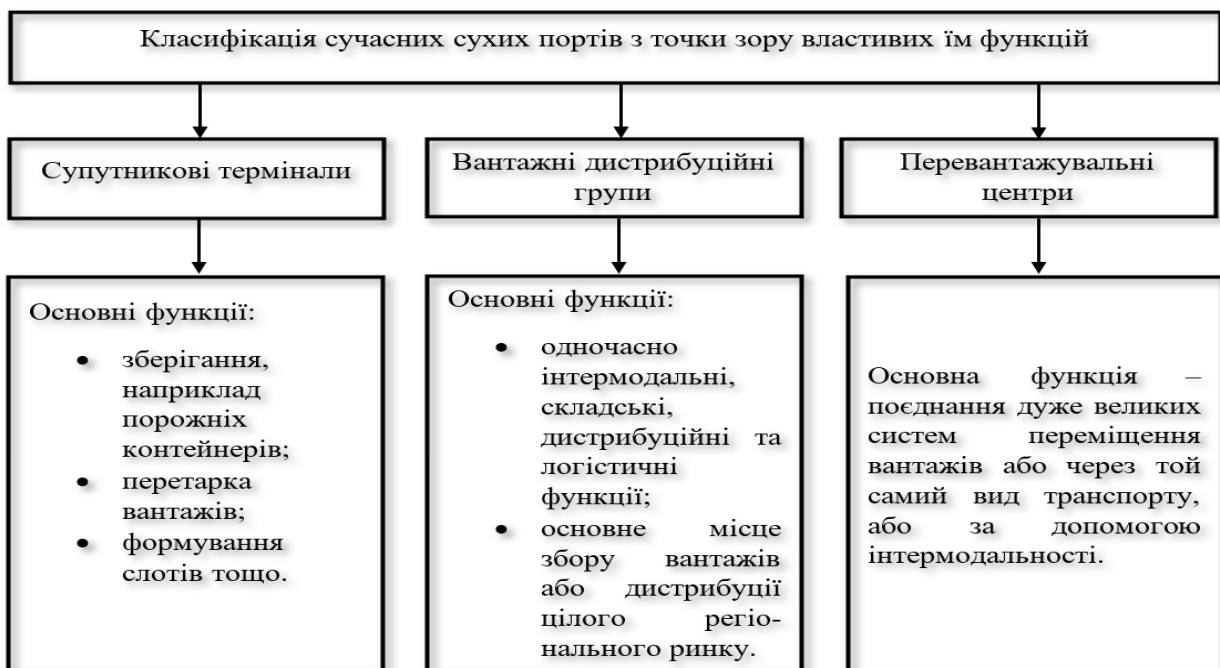 Класифікація сучасних сухих портів з точки зору властивих їм функцій
Супутникові термінали
Вантажні дистрибуційні
групи
Перевантажувальні
центри
Основні функції:
• зберігання,
наприклад
порожніх
контейнерів;
• перетарка
вантажів;
• формування
слотів тощо.
Основні функції:
• одночасно
інтермодальні,
складські,
дистрибуційні та
логістичні
функції;
• основне місце
збору вантажів
або дистрибуції
цілого регіо-
нального ринку.
Основна функція –
поєднання дуже великих
систем переміщення
вантажів або через той
самий вид транспорту,
або за допомогою
інтермодальності.